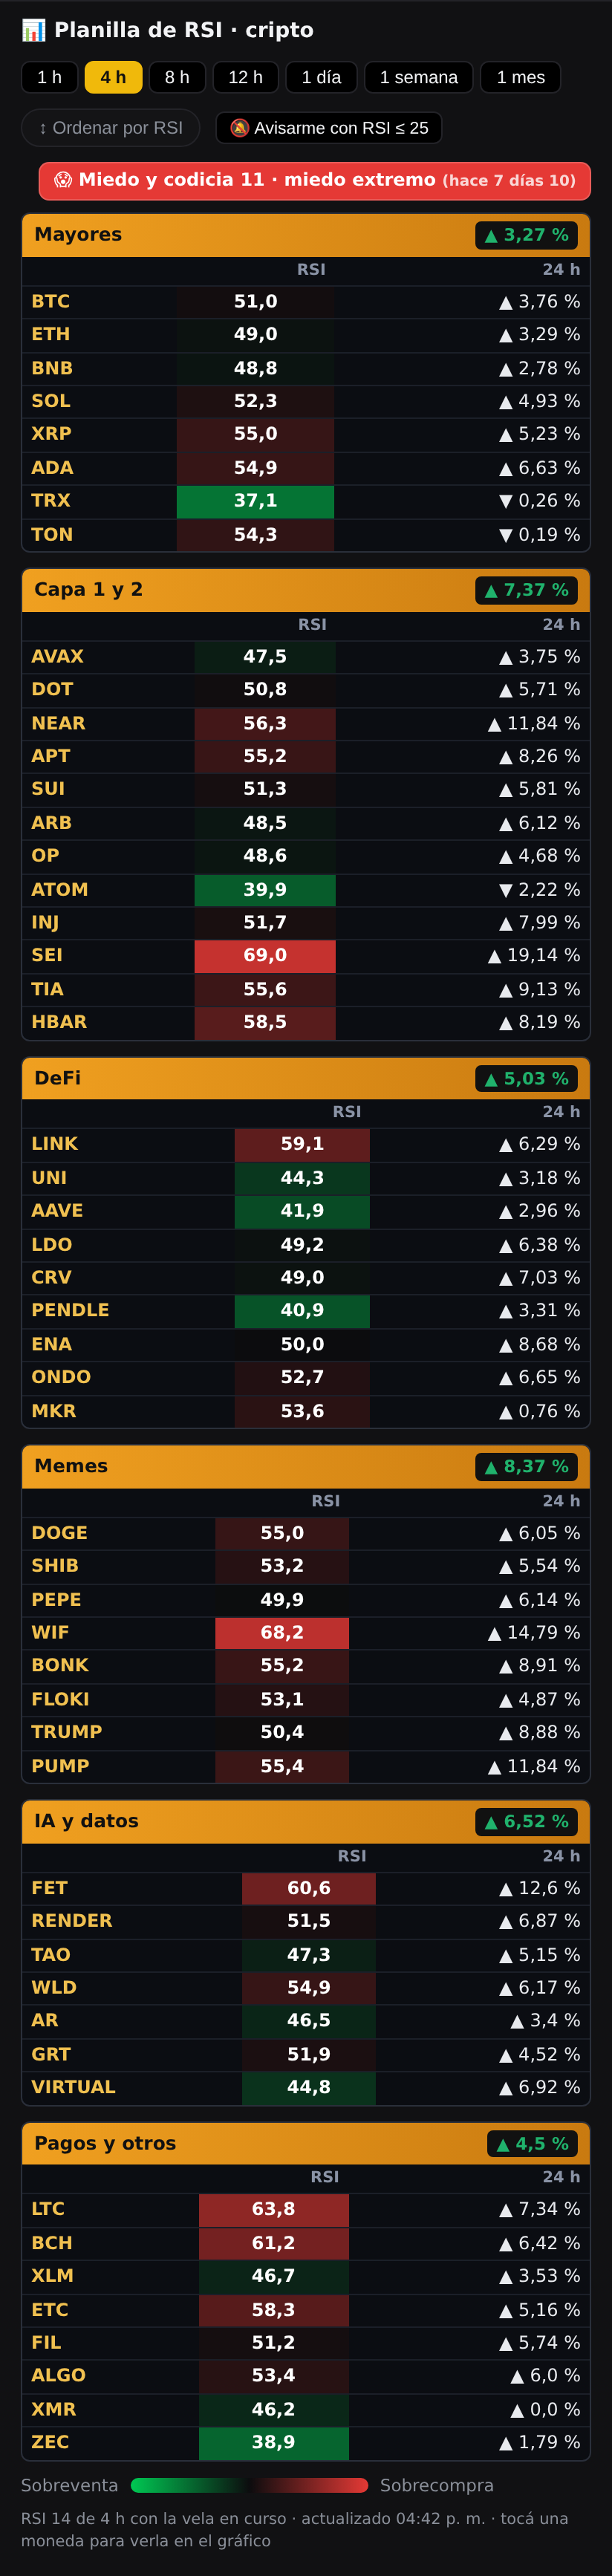 📊 Planilla de RSI · cripto
1 h 4 h 8 h 12 h 1 día 1 semana 1 mes
↕ Ordenar por RSI 🔕 Avisarme con RSI ≤ 25
😱 Miedo y codicia 11 · miedo extremo (hace 7 días 10)
Mayores ▲ 3,27 %
RSI 24 h
BTC 51,0 ▲ 3,76 %
ETH 49,0 ▲ 3,29 %
BNB 48,8 ▲ 2,78 %
SOL 52,3 ▲ 4,93 %
XRP 55,0 ▲ 5,23 %
ADA 54,9 ▲ 6,63 %
TRX 37,1 ▼ 0,26 %
TON 54,3 ▼ 0,19 %
Capa 1 y 2 ▲ 7,37 %
RSI 24 h
AVAX 47,5 ▲ 3,75 %
DOT 50,8 ▲ 5,71 %
NEAR 56,3 ▲ 11,84 %
APT 55,2 ▲ 8,26 %
SUI 51,3 ▲ 5,81 %
ARB 48,5 ▲ 6,12 %
OP 48,6 ▲ 4,68 %
ATOM 39,9 ▼ 2,22 %
INJ 51,7 ▲ 7,99 %
SEI 69,0 ▲ 19,14 %
TIA 55,6 ▲ 9,13 %
HBAR 58,5 ▲ 8,19 %
DeFi ▲ 5,03 %
RSI 24 h
LINK 59,1 ▲ 6,29 %
UNI 44,3 ▲ 3,18 %
AAVE 41,9 ▲ 2,96 %
LDO 49,2 ▲ 6,38 %
CRV 49,0 ▲ 7,03 %
PENDLE 40,9 ▲ 3,31 %
ENA 50,0 ▲ 8,68 %
ONDO 52,7 ▲ 6,65 %
MKR 53,6 ▲ 0,76 %
Memes ▲ 8,37 %
RSI 24 h
DOGE 55,0 ▲ 6,05 %
SHIB 53,2 ▲ 5,54 %
PEPE 49,9 ▲ 6,14 %
WIF 68,2 ▲ 14,79 %
BONK 55,2 ▲ 8,91 %
FLOKI 53,1 ▲ 4,87 %
TRUMP 50,4 ▲ 8,88 %
PUMP 55,4 ▲ 11,84 %
IA y datos ▲ 6,52 %
RSI 24 h
FET 60,6 ▲ 12,6 %
RENDER 51,5 ▲ 6,87 %
TAO 47,3 ▲ 5,15 %
WLD 54,9 ▲ 6,17 %
AR 46,5 ▲ 3,4 %
GRT 51,9 ▲ 4,52 %
VIRTUAL 44,8 ▲ 6,92 %
Pagos y otros ▲ 4,5 %
RSI 24 h
LTC 63,8 ▲ 7,34 %
BCH 61,2 ▲ 6,42 %
XLM 46,7 ▲ 3,53 %
ETC 58,3 ▲ 5,16 %
FIL 51,2 ▲ 5,74 %
ALGO 53,4 ▲ 6,0 %
XMR 46,2 ▲ 0,0 %
ZEC 38,9 ▲ 1,79 %
Sobreventa Sobrecompra
RSI 14 de 4 h con la vela en curso · actualizado 04:42 p. m. · tocá una
moneda para verla en el gráfico